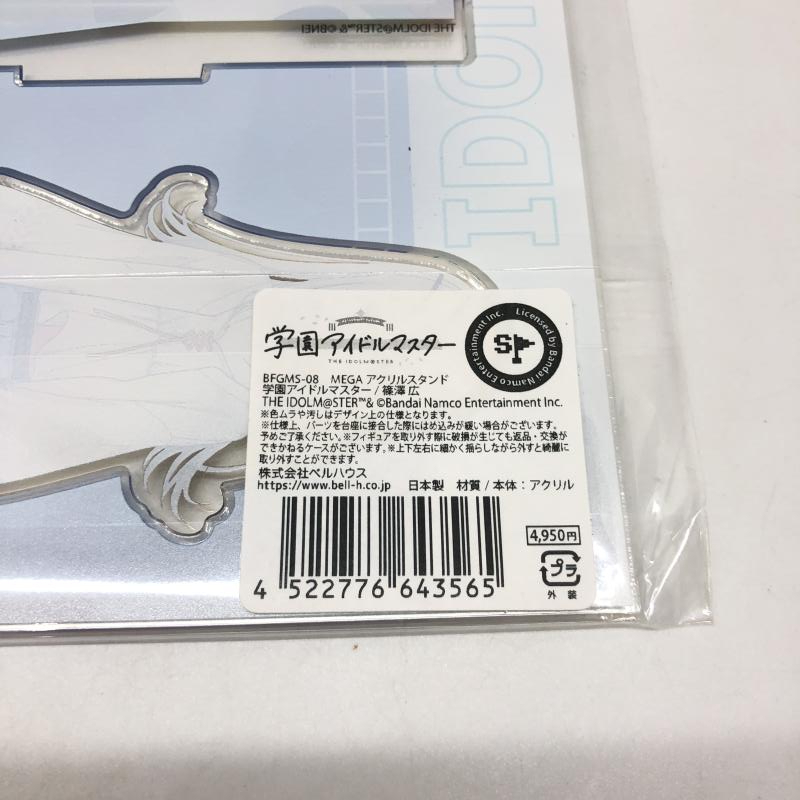 THE IDOLM@STER™& ©BNEI
IDO
学園アイドルマスター
THE IDOLM@STER
Licensed by Bandai Namco Entertainment Inc.
BFGMS-08 MEGA アクリルスタンド
学園アイドルマスター / 篠澤 広
THE IDOLM@STER™& ©Bandai Namco Entertainment Inc.
※色ムラや汚しはデザイン上の仕様となります。
※仕様上、パーツを台座に接合した際にはめ込みが緩い場合がございます。
予めご了承ください。※フィギュアを取り外す際に破損が生じても返品・交換が
できかねるケースがございます。※上下左右に細かく揺らしながら外すと綺麗に
取り外すことができます。
株式会社ベルハウス
https://www.bell-h.co.jp 日本製 材質 / 本体：アクリル
4,950円
プラ
外装
4 522776 643565